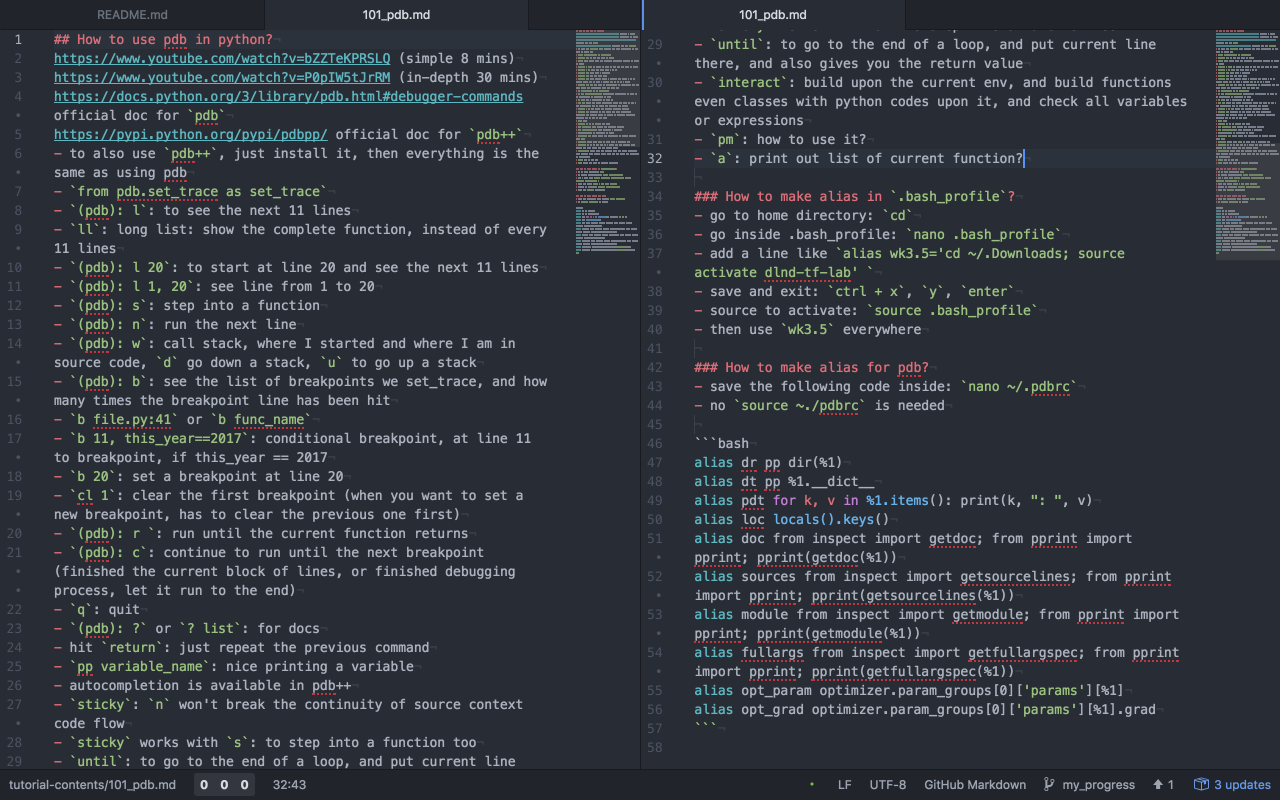 README.md
101_pdb.md
101_pdb.md
1 ## How to use pdb in python?
2 https://www.youtube.com/watch?v=bZZTeKPRSLQ (simple 8 mins)
3 https://www.youtube.com/watch?v=P0pIW5tJrRM (in-depth 30 mins)
4 https://docs.python.org/3/library/pdb.html#debugger-commands
official doc for `pdb`
5 https://pypi.python.org/pypi/pdbpp/ official doc for `pdb++`
6 - to also use `pdb++`, just install it, then everything is the
same as using pdb
7 - `from pdb.set_trace as set_trace`
8 - `(pdb): l`: to see the next 11 lines
9 - `ll`: long list: show the complete function, instead of every
11 lines
10 - `(pdb): l 20`: to start at line 20 and see the next 11 lines
11 - `(pdb): l 1, 20`: see line from 1 to 20
12 - `(pdb): s`: step into a function
13 - `(pdb): n`: run the next line
14 - `(pdb): w`: call stack, where I started and where I am in
source code, `d` go down a stack, `u` to go up a stack
15 - `(pdb): b`: see the list of breakpoints we set_trace, and how
many times the breakpoint line has been hit
16 - `b file.py:41` or `b func_name`
17 - `b 11, this_year==2017`: conditional breakpoint, at line 11
to breakpoint, if this_year == 2017
18 - `b 20`: set a breakpoint at line 20
19 - `cl 1`: clear the first breakpoint (when you want to set a
new breakpoint, has to clear the previous one first)
20 - `(pdb): r `: run until the current function returns
21 - `(pdb): c`: continue to run until the next breakpoint
(finished the current block of lines, or finished debugging
process, let it run to the end)
22 - `q`: quit
23 - `(pdb): ?` or `? list`: for docs
24 - hit `return`: just repeat the previous command
25 - `pp variable_name`: nice printing a variable
26 - autocompletion is available in pdb++
27 - `sticky`: `n` won't break the continuity of source context
code flow
28 - `sticky` works with `s`: to step into a function too
29 - `until`: to go to the end of a loop, and put current line
29 - `until`: to go to the end of a loop, and put current line
there, and also gives you the return value
30 - `interact`: build upon the current env, and build functions
even classes with python codes upon it, and check all variables
or expressions
31 - `pm`: how to use it?
32 - `a`: print out list of current function?
33
34 ### How to make alias in `.bash_profile`?
35 - go to home directory: `cd`
36 - go inside .bash_profile: `nano .bash_profile`
37 - add a line like `alias wk3.5='cd ~/.Downloads; source
activate dlnd-tf-lab' `
38 - save and exit: `ctrl + x`, `y`, `enter`
39 - source to activate: `source .bash_profile`
40 - then use `wk3.5` everywhere
41
42 ### How to make alias for pdb?
43 - save the following code inside: `nano ~/.pdbrc`
44 - no `source ~./pdbrc` is needed
45
46 ```bash
47 alias dr pp dir(%1)
48 alias dt pp %1.__dict__
49 alias pdt for k, v in %1.items(): print(k, ": ", v)
50 alias loc locals().keys()
51 alias doc from inspect import getdoc; from pprint import
pprint; pprint(getdoc(%1))
52 alias sources from inspect import getsourcelines; from pprint
import pprint; pprint(getsourcelines(%1))
53 alias module from inspect import getmodule; from pprint import
pprint; pprint(getmodule(%1))
54 alias fullargs from inspect import getfullargspec; from pprint
import pprint; pprint(getfullargspec(%1))
55 alias opt_param optimizer.param_groups[0]['params'][%1]
56 alias opt_grad optimizer.param_groups[0]['params'][%1].grad
57 ```
58
tutorial-contents/101_pdb.md 0 0 0 32:43 LF UTF-8 GitHub Markdown my_progress 1 3 updates